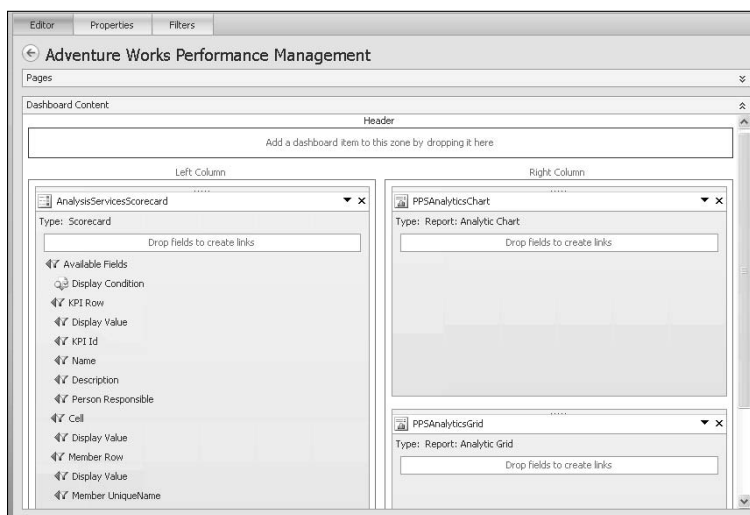 Editor Properties Filters
Adventure Works Performance Management
Pages
Dashboard Content
Header
Add a dashboard item to this zone by dropping it here
Left Column
Right Column
AnalysisServicesScorecard
Type: Scorecard
Drop fields to create links
Available Fields
Display Condition
KPI Row
Display Value
KPI Id
Name
Description
Person Responsible
Cell
Display Value
Member Row
Display Value
Member UniqueName
PPSAnalyticsChart
Type: Report: Analytic Chart
Drop fields to create links
PPSAnalyticsGrid
Type: Report: Analytic Grid
Drop fields to create links